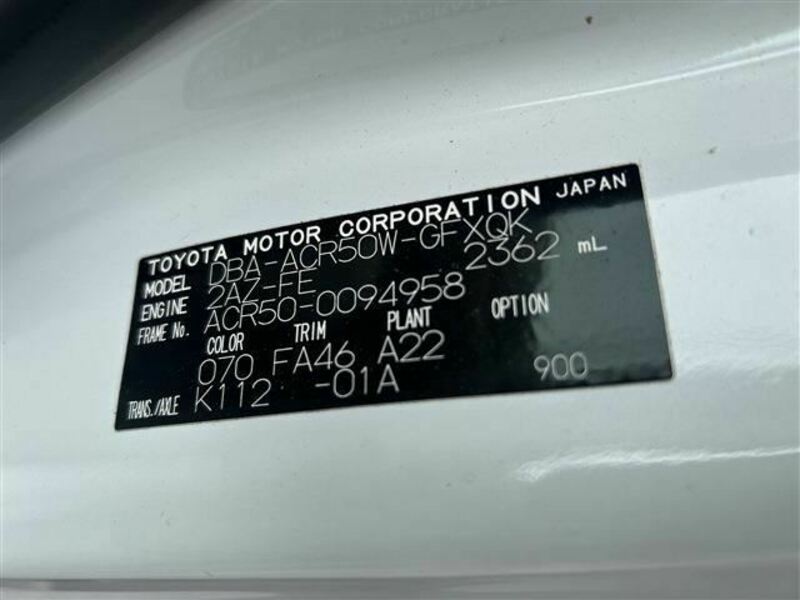 TOYOTA MOTOR CORPORATION JAPAN
MODEL DBA-ACR50W-GFXQK
ENGINE 2AZ-FE 2362 mL
FRAME No. ACR50-0094958
COLOR TRIM PLANT OPTION
070 FA46 A22
TRANS./AXLE K112 -01A 900